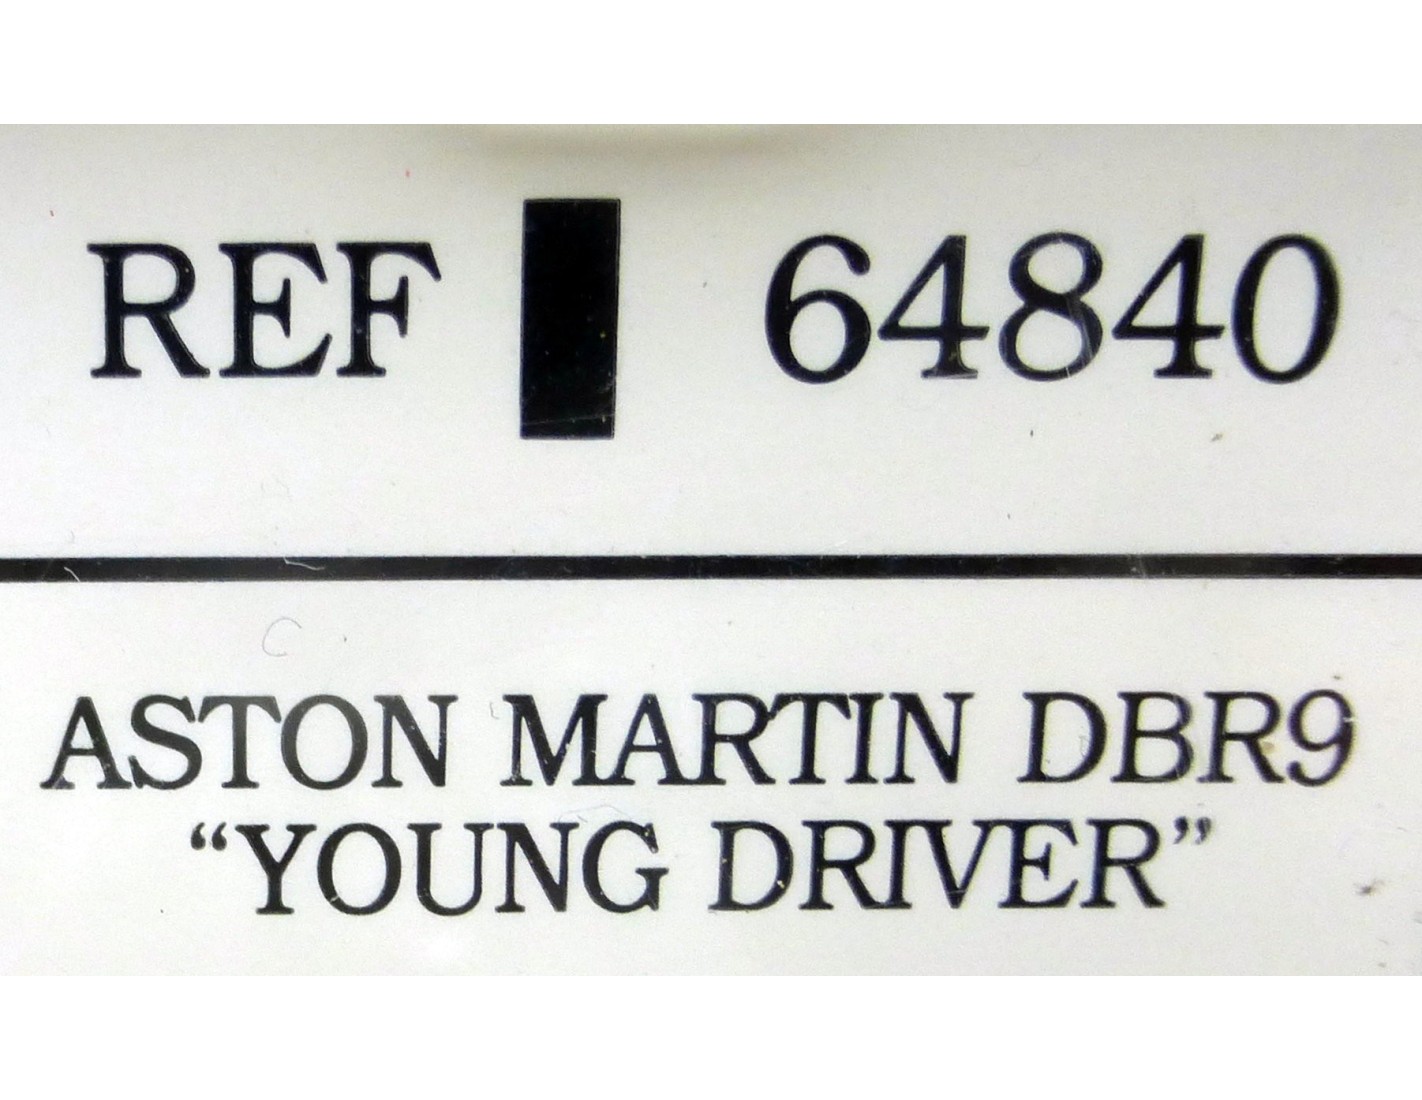 REF 64840
ASTON MARTIN DBR9
“YOUNG DRIVER”